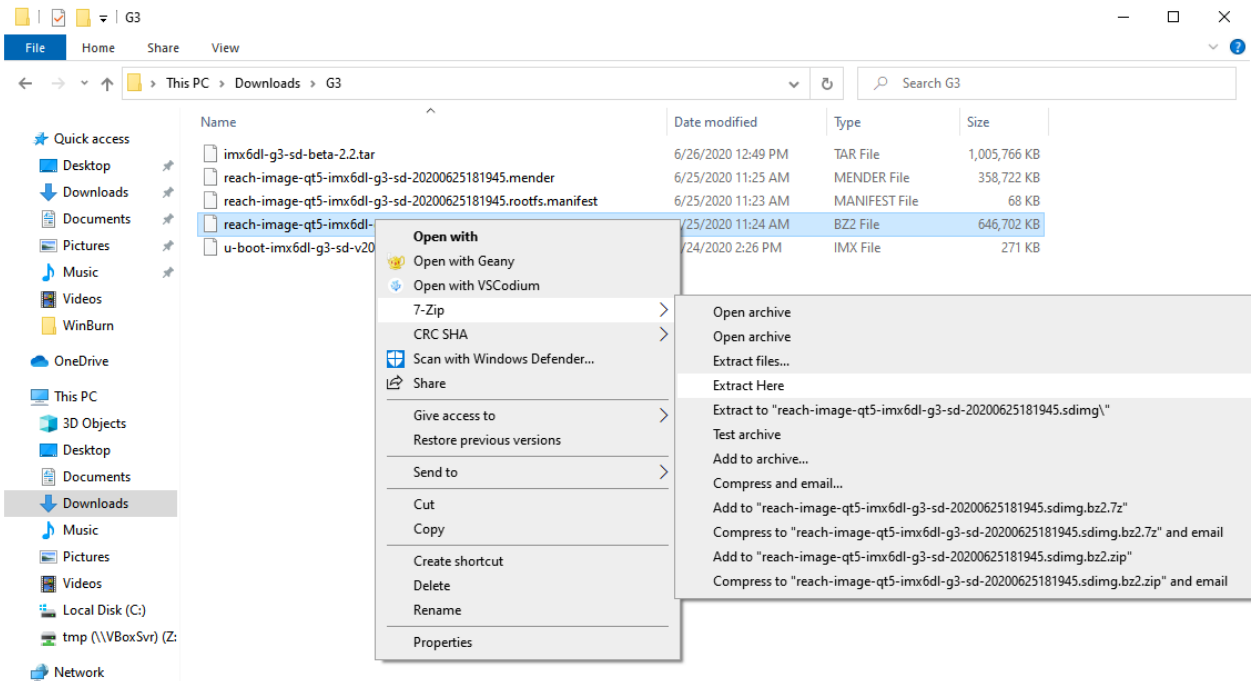 G3
File Home Share View
This PC > Downloads > G3
Search G3
Quick access
Desktop
Downloads
Documents
Pictures
Music
Videos
WinBurn
OneDrive
This PC
3D Objects
Desktop
Documents
Downloads
Music
Pictures
Videos
Local Disk (C:)
tmp (\\VBoxSvr) (Z:
Network
Name Date modified Type Size
imx6dl-g3-sd-beta-2.2.tar 6/26/2020 12:49 PM TAR File 1,005,766 KB
reach-image-qt5-imx6dl-g3-sd-20200625181945.mender 6/25/2020 11:25 AM MENDER File 358,722 KB
reach-image-qt5-imx6dl-g3-sd-20200625181945.rootfs.manifest 6/25/2020 11:23 AM MANIFEST File 68 KB
reach-image-qt5-imx6dl- /25/2020 11:24 AM BZ2 File 646,702 KB
u-boot-imx6dl-g3-sd-v20 /24/2020 2:26 PM IMX File 271 KB
Open with
Open with Geany
Open with VSCodium
7-Zip
CRC SHA
Scan with Windows Defender...
Share
Give access to
Restore previous versions
Send to
Cut
Copy
Create shortcut
Delete
Rename
Properties
Open archive
Open archive
Extract files...
Extract Here
Extract to "reach-image-qt5-imx6dl-g3-sd-20200625181945.sdimg\"
Test archive
Add to archive...
Compress and email...
Add to "reach-image-qt5-imx6dl-g3-sd-20200625181945.sdimg.bz2.7z"
Compress to "reach-image-qt5-imx6dl-g3-sd-20200625181945.sdimg.bz2.7z" and email
Add to "reach-image-qt5-imx6dl-g3-sd-20200625181945.sdimg.bz2.zip"
Compress to "reach-image-qt5-imx6dl-g3-sd-20200625181945.sdimg.bz2.zip" and email